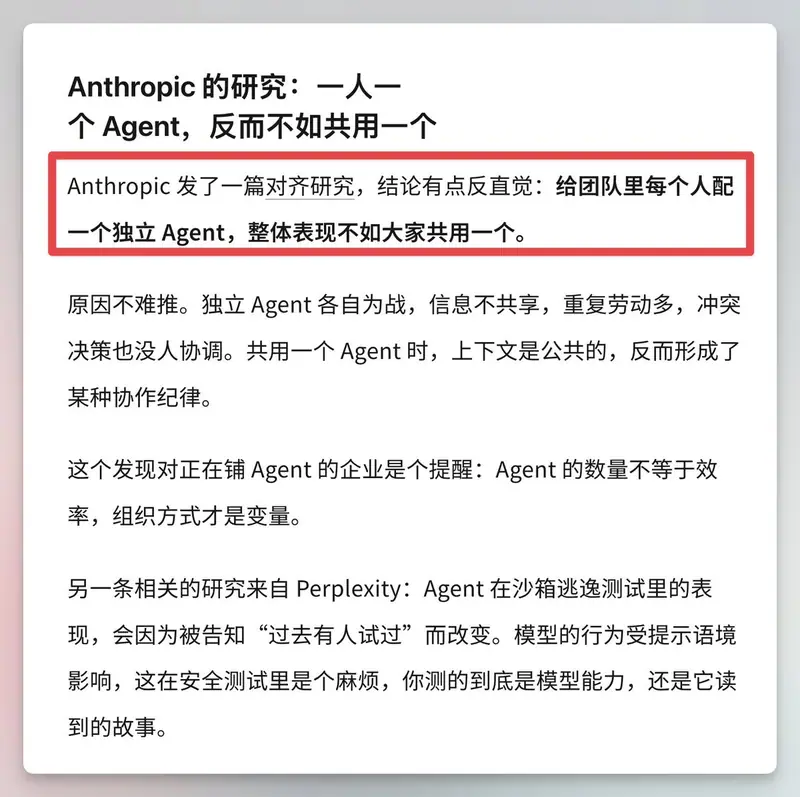 Anthropic 的研究：一人一
个 Agent，反而不如共用一个
Anthropic 发了一篇对齐研究，结论有点反直觉：给团队里每个人配
一个独立 Agent，整体表现不如大家共用一个。
原因不难推。独立 Agent 各自为战，信息不共享，重复劳动多，冲突
决策也没人协调。共用一个 Agent 时，上下文是公共的，反而形成了
某种协作纪律。
这个发现对正在铺 Agent 的企业是个提醒：Agent 的数量不等于效
率，组织方式才是变量。
另一条相关的研究来自 Perplexity：Agent 在沙箱逃逸测试里的表
现，会因为被告知“过去有人试过”而改变。模型的行为受提示语境
影响，这在安全测试里是个麻烦，你测的到底是模型能力，还是它读
到的故事。